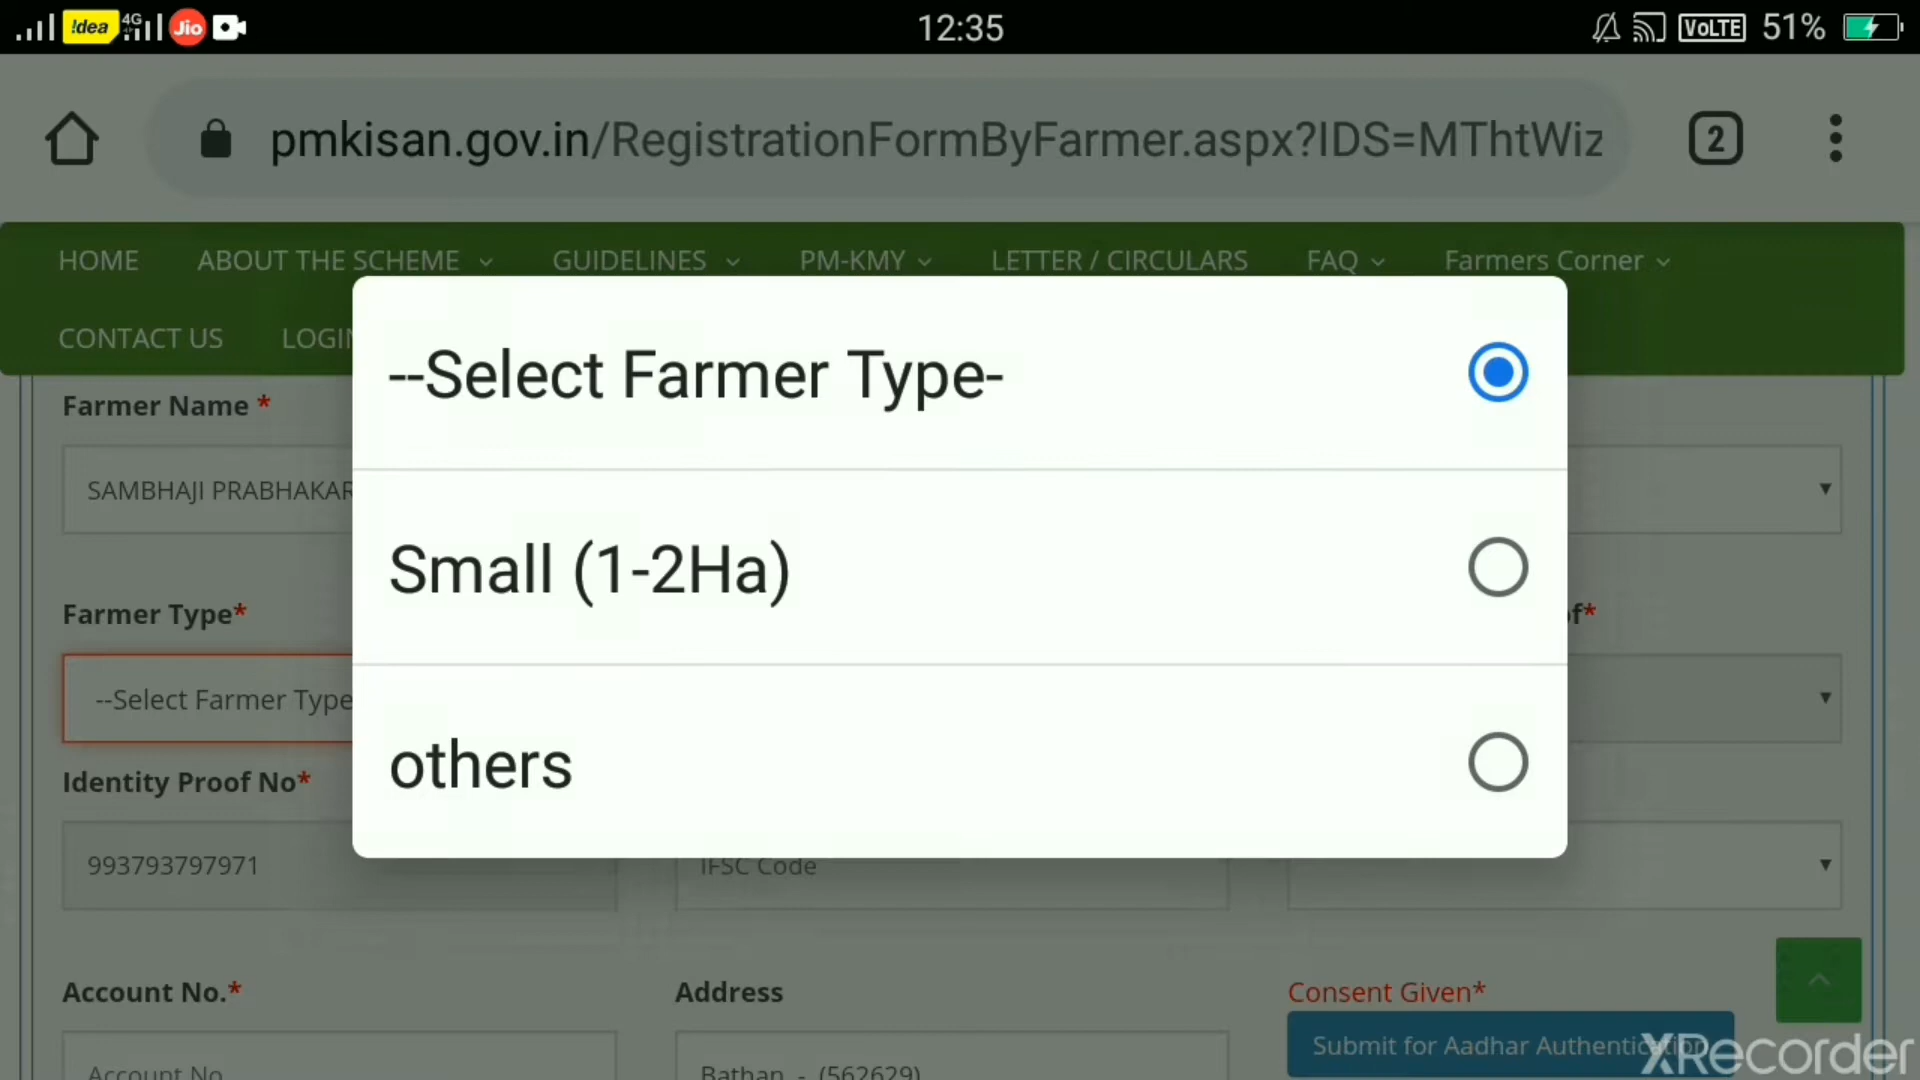 !dea 4G Jio 12:35 VoLTE 51%
pmkisan.gov.in/RegistrationFormByFarmer.aspx?IDS=MThtWiz 2
HOME ABOUT THE SCHEME GUIDELINES PM-KMY LETTER / CIRCULARS FAQ Farmers Corner
CONTACT US LOGIN
--Select Farmer Type-
Small (1-2Ha)
others
Farmer Name *
SAMBHAJI PRABHAKAR
Farmer Type*
--Select Farmer Type
Identity Proof No*
993793797971
IFSC Code
Account No.* Address Consent Given*
Account No Bathan - (562629) Submit for Aadhar Authentication
XRecorder